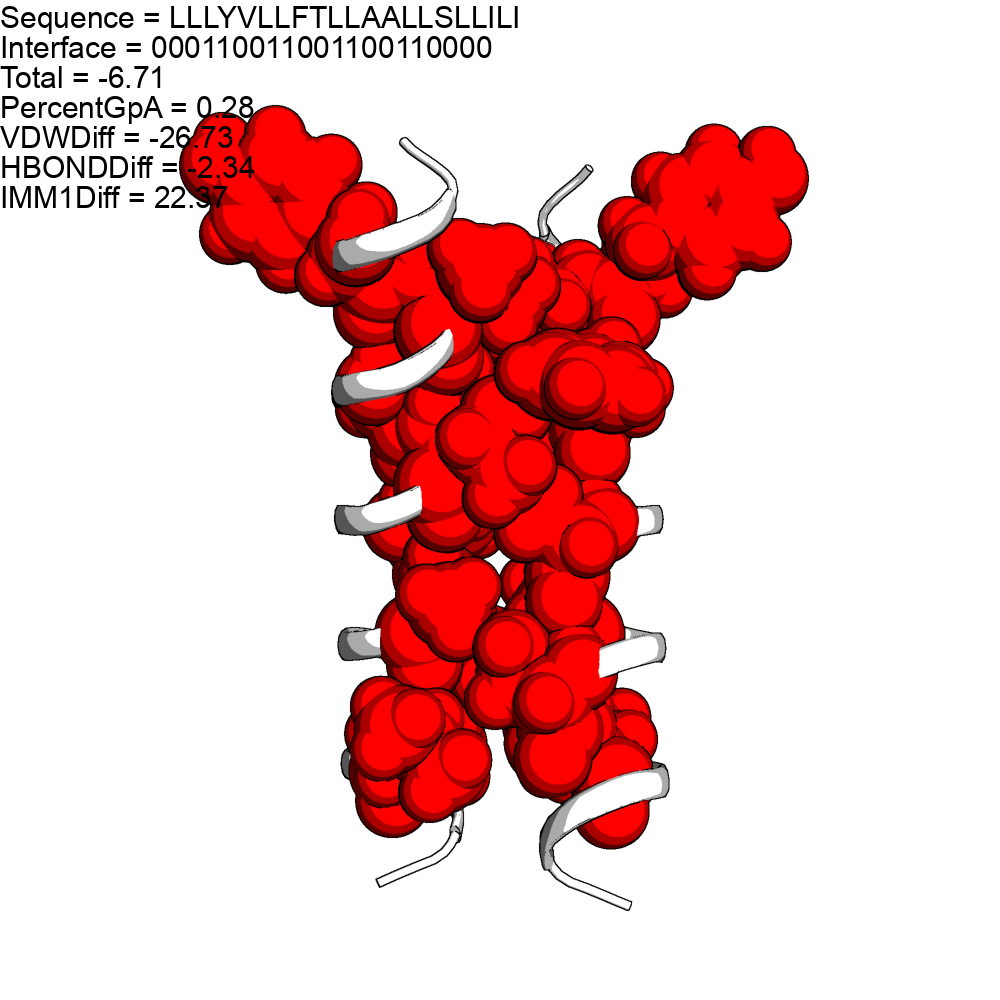 Sequence = LLLYVLLFTLLAALLSLLILI
Interface = 000110011001100110000
Total = -6.71
PercentGpA = 0.28
VDWDiff = -26.73
HBONDDiff = -2.34
IMM1Diff = 22.37